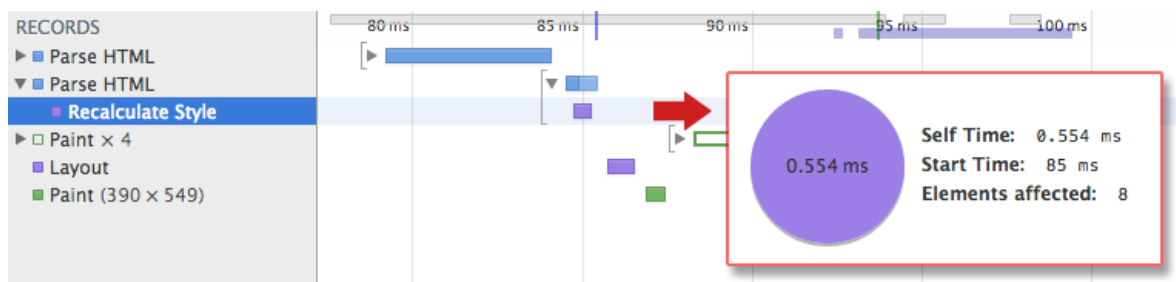 RECORDS
80 ms 85 ms 90 ms 95 ms 100 ms
Parse HTML
Parse HTML
Recalculate Style
Paint × 4
Layout
Paint (390 × 549)
0.554 ms
Self Time: 0.554 ms
Start Time: 85 ms
Elements affected: 8